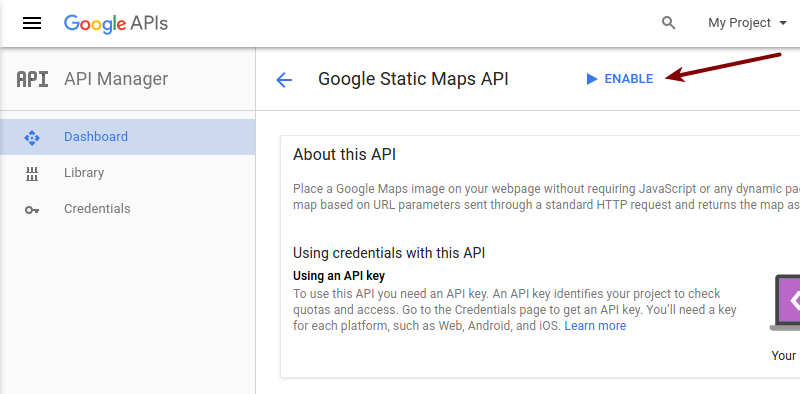 Google APIs
My Project
API API Manager
Google Static Maps API
ENABLE
Dashboard
Library
Credentials
About this API
Place a Google Maps image on your webpage without requiring JavaScript or any dynamic
map based on URL parameters sent through a standard HTTP request and returns the map as
Using credentials with this API
Using an API key
To use this API you need an API key. An API key identifies your project to check
quotas and access. Go to the Credentials page to get an API key. You'll need a key
for each platform, such as Web, Android, and iOS. Learn more
Your